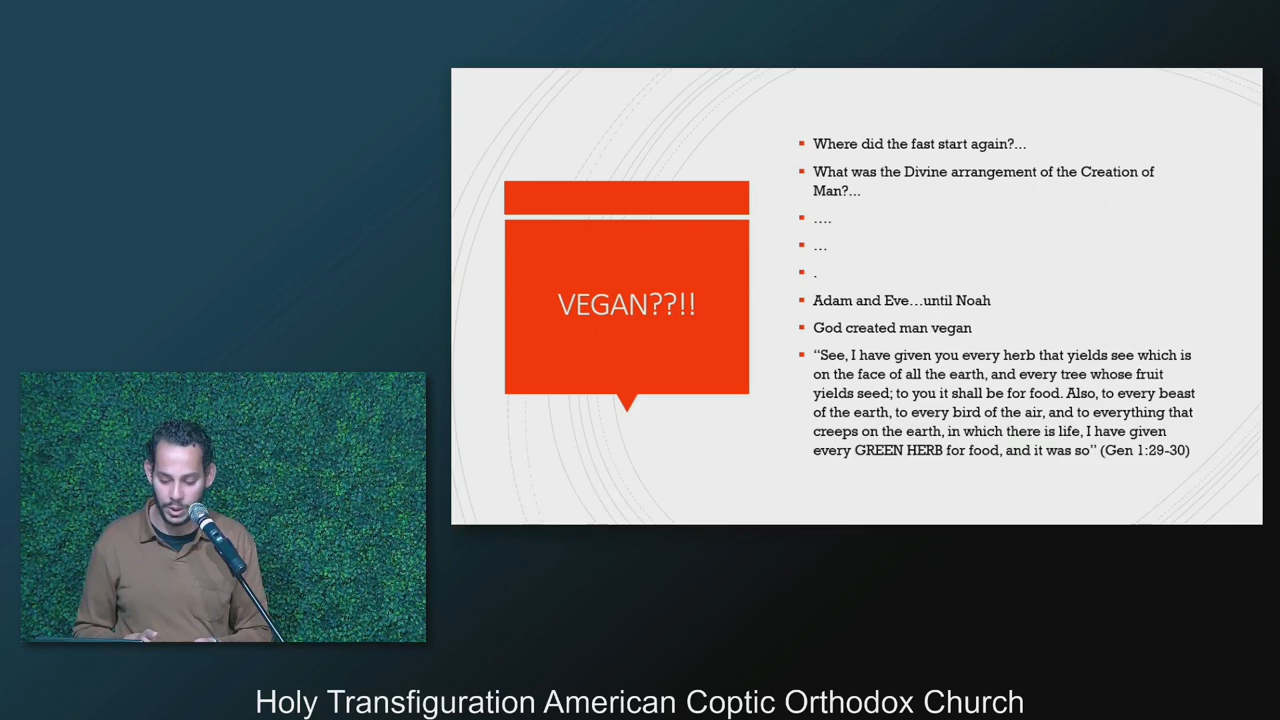 VEGAN??!!
Where did the fast start again?...
What was the Divine arrangement of the Creation of
Man?...
....
...
.
Adam and Eve...until Noah
God created man vegan
“See, I have given you every herb that yields see which is
on the face of all the earth, and every tree whose fruit
yields seed; to you it shall be for food. Also, to every beast
of the earth, to every bird of the air, and to everything that
creeps on the earth, in which there is life, I have given
every GREEN HERB for food, and it was so” (Gen 1:29-30)
Holy Transfiguration American Coptic Orthodox Church